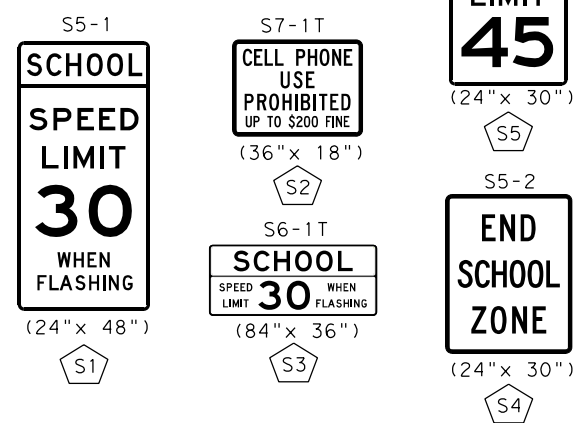 S5-1
SCHOOL
SPEED
LIMIT
30
WHEN
FLASHING
(24"x 48")
S1
S7-1T
CELL PHONE
USE
PROHIBITED
UP TO $200 FINE
(36"x 18")
S2
S6-1T
SCHOOL
SPEED LIMIT 30 WHEN FLASHING
(84"x 36")
S3
LIMIT
45
(24"x 30")
S5
S5-2
END
SCHOOL
ZONE
(24"x 30")
S4